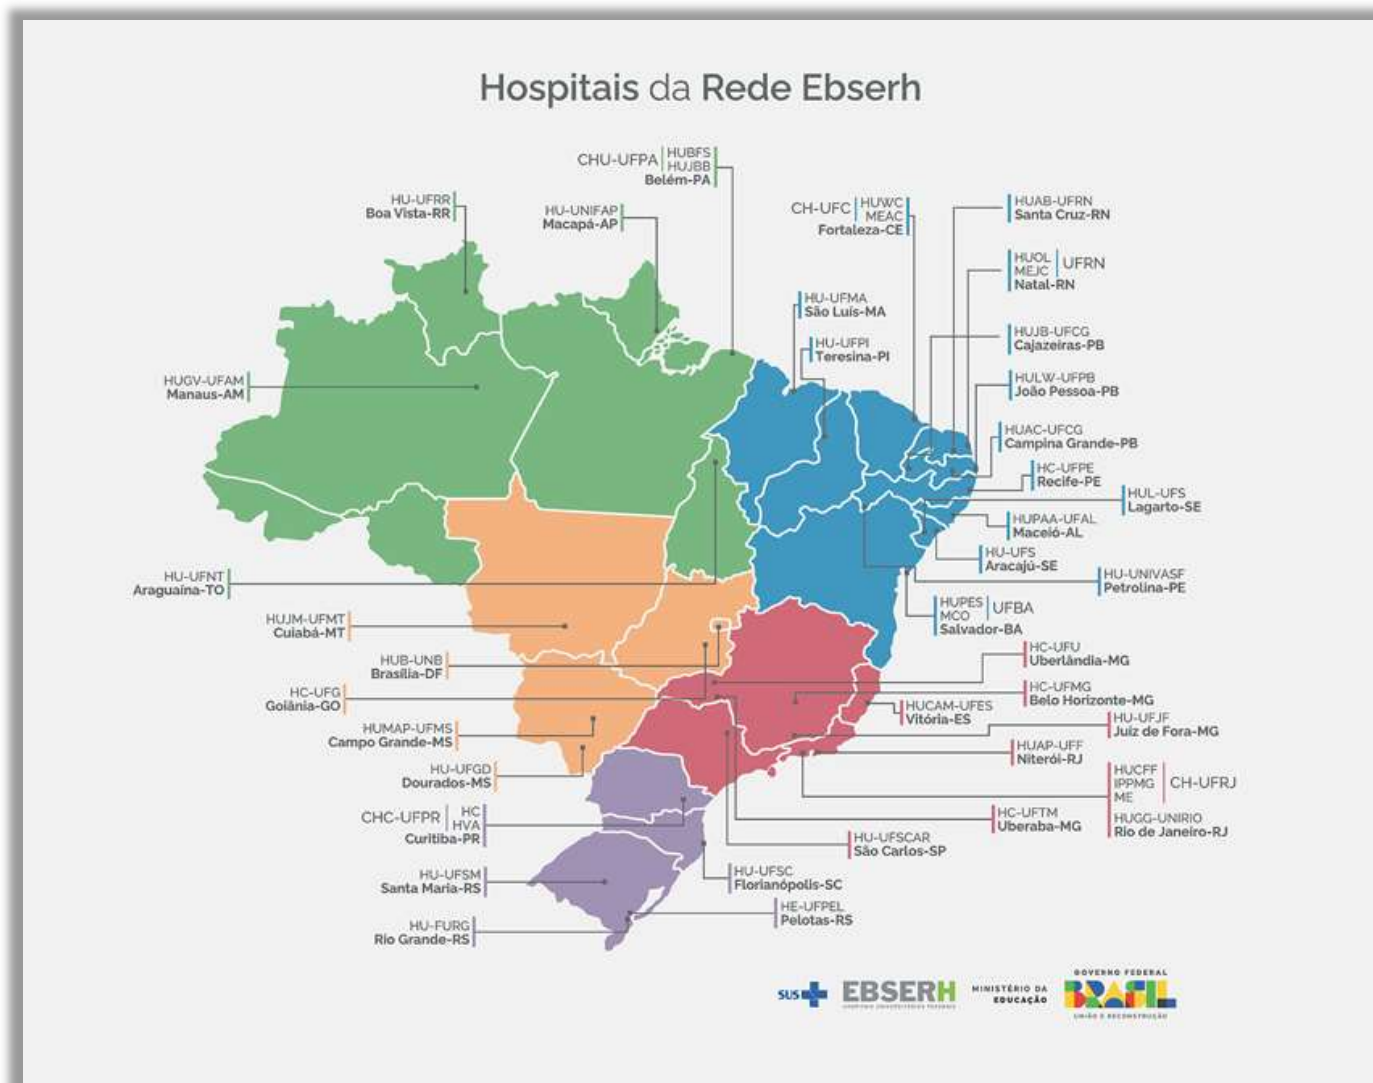 Hospitais da Rede Ebserh
CHU-UFPA
HUBFS
HUJBB
Belém-PA
HU-UFRR
Boa Vista-RR
HU-UNIFAP
Macapá-AP
CH-UFC
HUWC
MEAC
Fortaleza-CE
HUAB-UFRN
Santa Cruz-RN
HUOL
MEJC
UFRN
Natal-RN
HU-UFMA
São Luís-MA
HU-UFPI
Teresina-PI
HUJB-UFCG
Cajazeiras-PB
HUGV-UFAM
Manaus-AM
HULW-UFPB
João Pessoa-PB
HUAC-UFCG
Campina Grande-PB
HC-UFPE
Recife-PE
HUL-UFS
Lagarto-SE
HUPAA-UFAL
Maceió-AL
HU-UFS
Aracajú-SE
HU-UNIVASF
Petrolina-PE
HU-UFNT
Araguaína-TO
HUPES
MCO
UFBA
Salvador-BA
HUJM-UFMT
Cuiabá-MT
HUB-UNB
Brasília-DF
HC-UFU
Uberlândia-MG
HC-UFG
Goiânia-GO
HC-UFMG
Belo Horizonte-MG
HUCAM-UFES
Vitória-ES
HU-UFJF
Juiz de Fora-MG
HUMAP-UFMS
Campo Grande-MS
HUAP-UFF
Niterói-RJ
HU-UFGD
Dourados-MS
HUCFF
IPPMG
ME
CH-UFRJ
HUGG-UNIRIO
Rio de Janeiro-RJ
CHC-UFPR
HC
HVA
Curitiba-PR
HC-UFTM
Uberaba-MG
HU-UFSCAR
São Carlos-SP
HU-UFSM
Santa Maria-RS
HU-UFSC
Florianópolis-SC
HE-UFPEL
Pelotas-RS
HU-FURG
Rio Grande-RS
SUS
EBSERH
HOSPITAIS UNIVERSITÁRIOS FEDERAIS
MINISTÉRIO DA
EDUCAÇÃO
GOVERNO FEDERAL
BRASIL
UNIÃO E RECONSTRUÇÃO